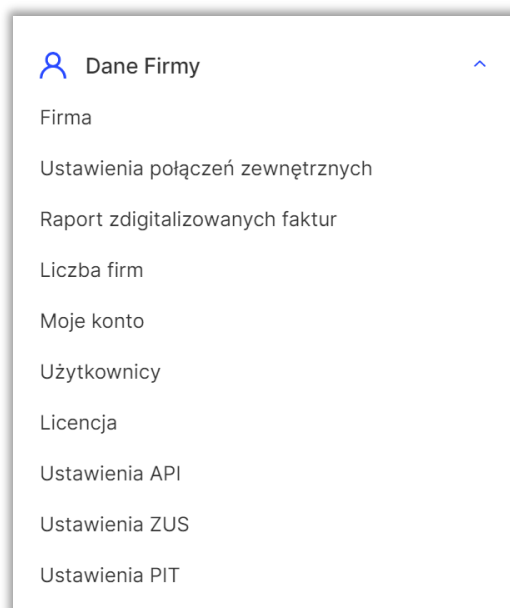 Dane Firmy
Firma
Ustawienia połączeń zewnętrznych
Raport zdigitalizowanych faktur
Liczba firm
Moje konto
Użytkownicy
Licencja
Ustawienia API
Ustawienia ZUS
Ustawienia PIT